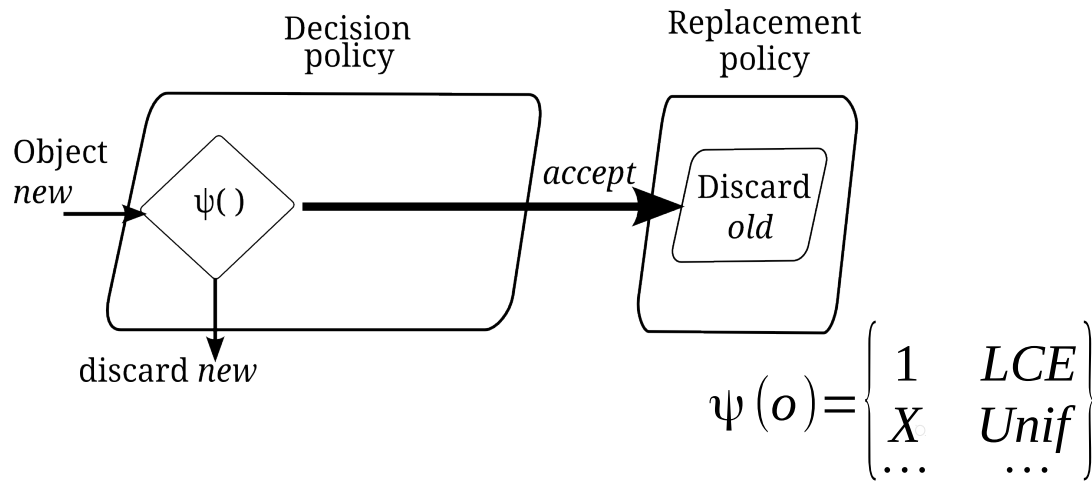 Decision
policy
Replacement
policy
Object
new
ψ( )
accept
Discard
old
discard new
ψ(o)={1 LCE
X Unif
... ...}